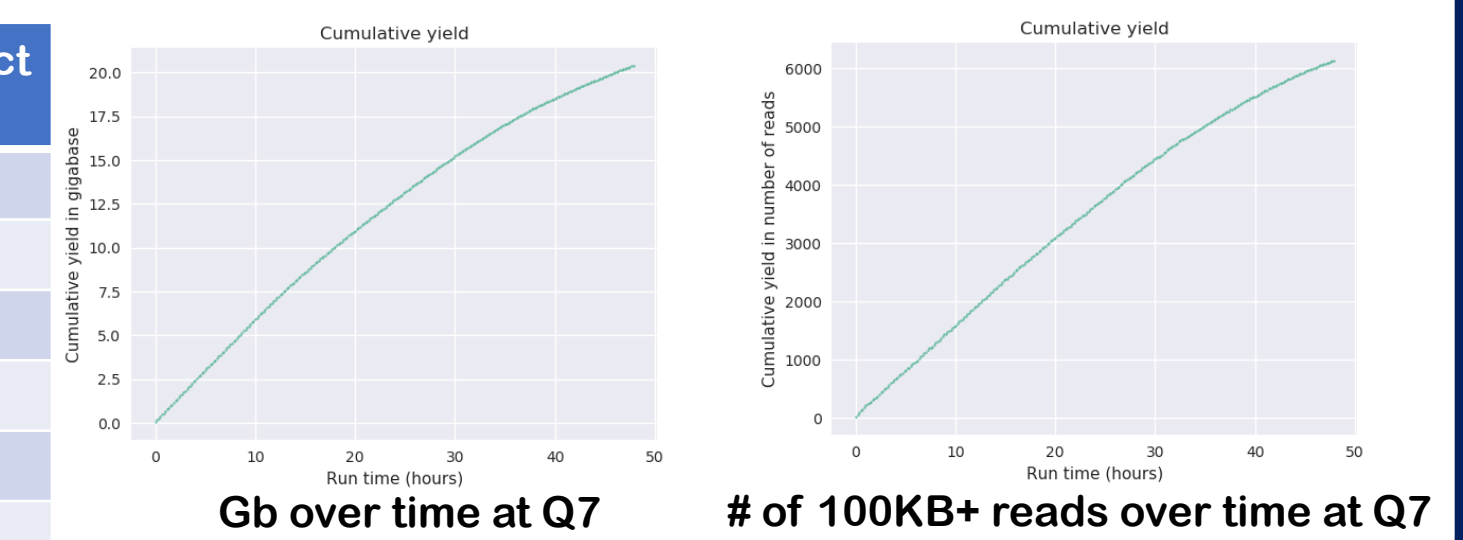 ct
Cumulative yield
20.0
17.5
15.0
12.5
10.0
7.5
5.0
2.5
0.0
Cumulative yield in gigabase
0 10 20 30 40 50
Run time (hours)
Gb over time at Q7
Cumulative yield
6000
5000
4000
3000
2000
1000
0
Cumulative yield in number of reads
0 10 20 30 40 50
Run time (hours)
# of 100KB+ reads over time at Q7